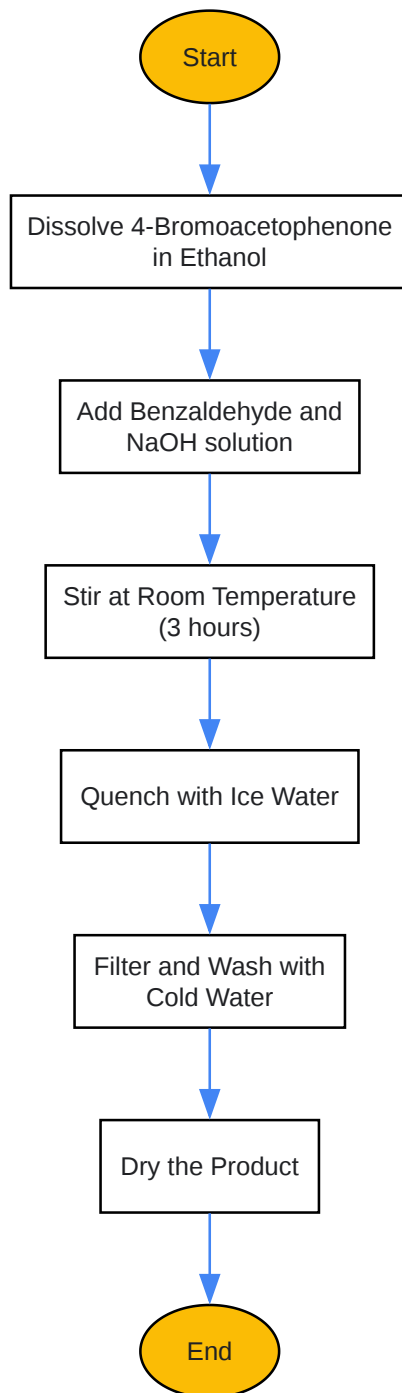 Start
Dissolve 4-Bromoacetophenone
in Ethanol
Add Benzaldehyde and
NaOH solution
Stir at Room Temperature
(3 hours)
Quench with Ice Water
Filter and Wash with
Cold Water
Dry the Product
End